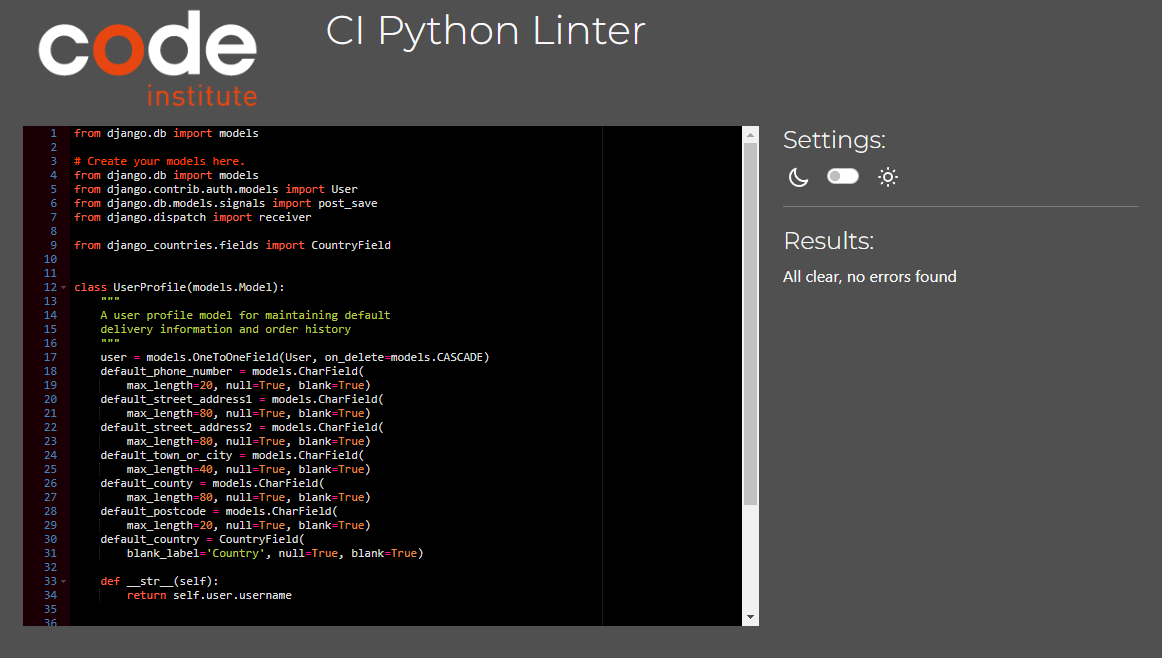 code
institute
CI Python Linter
1 from django.db import models
2
3 # Create your models here.
4 from django.db import models
5 from django.contrib.auth.models import User
6 from django.db.models.signals import post_save
7 from django.dispatch import receiver
8
9 from django_countries.fields import CountryField
10
11
12 class UserProfile(models.Model):
13     """
14     A user profile model for maintaining default
15     delivery information and order history
16     """
17     user = models.OneToOneField(User, on_delete=models.CASCADE)
18     default_phone_number = models.CharField(
19         max_length=20, null=True, blank=True)
20     default_street_address1 = models.CharField(
21         max_length=80, null=True, blank=True)
22     default_street_address2 = models.CharField(
23         max_length=80, null=True, blank=True)
24     default_town_or_city = models.CharField(
25         max_length=40, null=True, blank=True)
26     default_county = models.CharField(
27         max_length=80, null=True, blank=True)
28     default_postcode = models.CharField(
29         max_length=20, null=True, blank=True)
30     default_country = CountryField(
31         blank_label='Country', null=True, blank=True)
32
33     def __str__(self):
34         return self.user.username
35
36
Settings:
Results:
All clear, no errors found